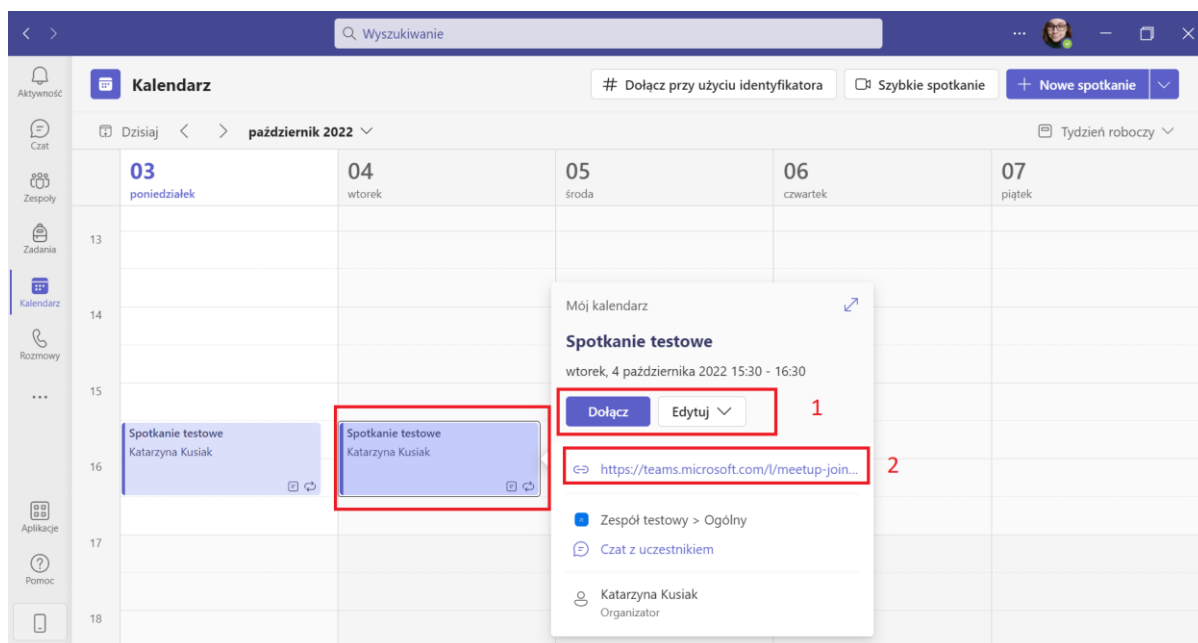 Wyszukiwanie
...
Aktywność
Czat
Zespoły
Zadania
Kalendarz
Rozmowy
...
Aplikacje
Pomoc
Kalendarz
# Dołącz przy użyciu identyfikatora
Szybkie spotkanie
+ Nowe spotkanie
Dzisiaj
październik 2022
Tydzień roboczy
03
poniedziałek
04
wtorek
05
środa
06
czwartek
07
piątek
13
14
15
16
17
18
Spotkanie testowe
Katarzyna Kusiak
Spotkanie testowe
Katarzyna Kusiak
Mój kalendarz
Spotkanie testowe
wtorek, 4 października 2022 15:30 - 16:30
Dołącz
Edytuj
1
https://teams.microsoft.com/l/meetup-join...
2
Zespół testowy > Ogólny
Czat z uczestnikiem
Katarzyna Kusiak
Organizator